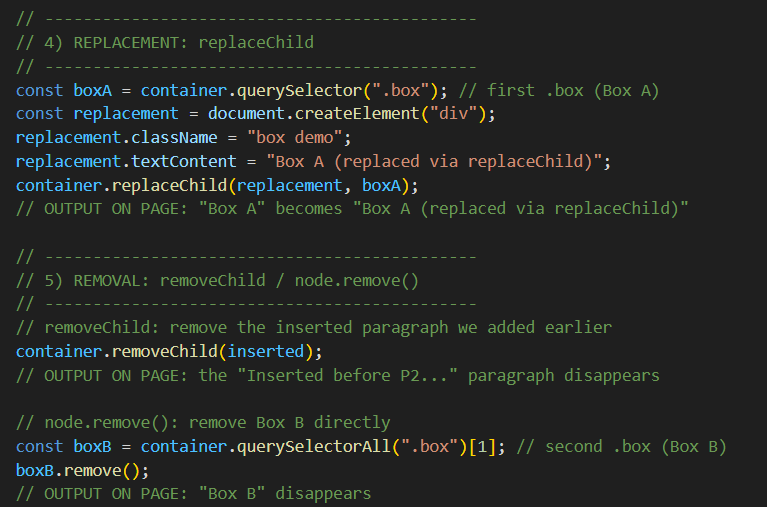 // ---------------------------------------------
// 4) REPLACEMENT: replaceChild
// ---------------------------------------------
const boxA = container.querySelector(".box"); // first .box (Box A)
const replacement = document.createElement("div");
replacement.className = "box demo";
replacement.textContent = "Box A (replaced via replaceChild)";
container.replaceChild(replacement, boxA);
// OUTPUT ON PAGE: "Box A" becomes "Box A (replaced via replaceChild)"
// ---------------------------------------------
// 5) REMOVAL: removeChild / node.remove()
// ---------------------------------------------
// removeChild: remove the inserted paragraph we added earlier
container.removeChild(inserted);
// OUTPUT ON PAGE: the "Inserted before P2..." paragraph disappears
// node.remove(): remove Box B directly
const boxB = container.querySelectorAll(".box")[1]; // second .box (Box B)
boxB.remove();
// OUTPUT ON PAGE: "Box B" disappears